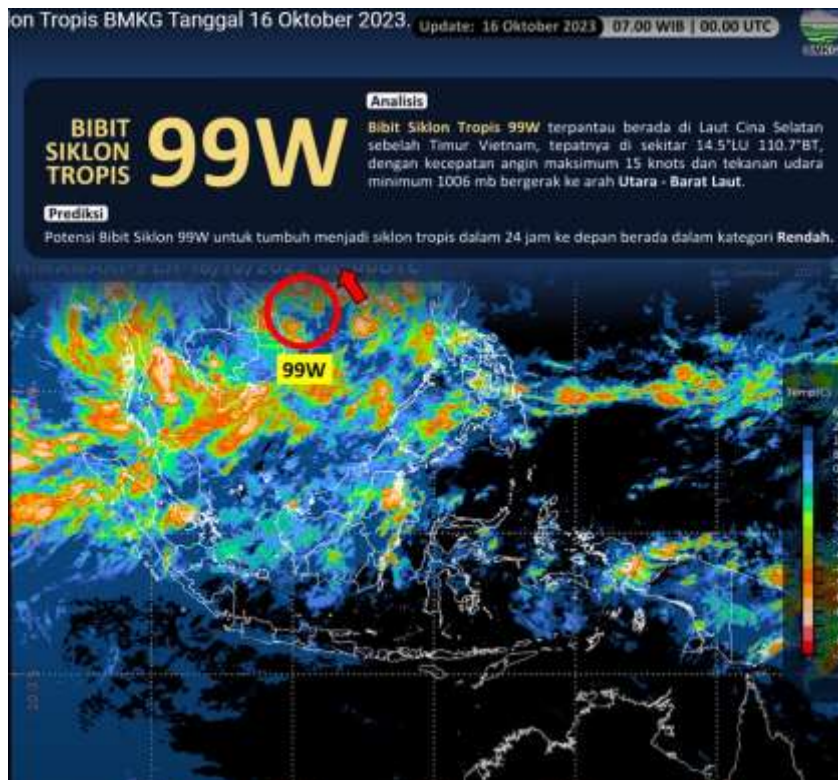 on Tropis BMKG Tanggal 16 Oktober 2023.
Update: 16 Oktober 2023 07.00 WIB | 00.00 UTC
BMKG
BIBIT
SIKLON
TROPIS
99W
Analisis
Bibit Siklon Tropis 99W terpantau berada di Laut Cina Selatan
sebelah Timur Vietnam, tepatnya di sekitar 14.5°LU 110.7°BT,
dengan kecepatan angin maksimum 15 knots dan tekanan udara
minimum 1006 mb bergerak ke arah Utara - Barat Laut.
Prediksi
Potensi Bibit Siklon 99W untuk tumbuh menjadi siklon tropis dalam 24 jam ke depan berada dalam kategori Rendah.
99W